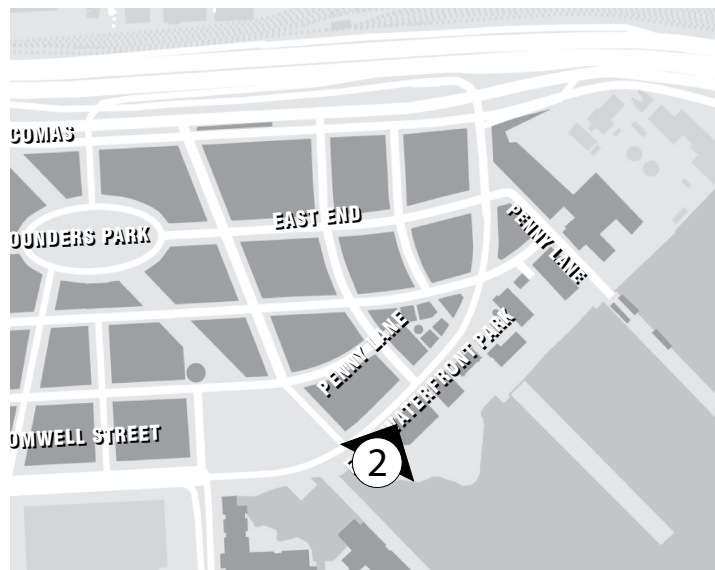 COMAS
EAST END
OUNDERS PARK
PENNY LANE
PENNY LANE
WATERFRONT PARK
OMWELL STREET
2